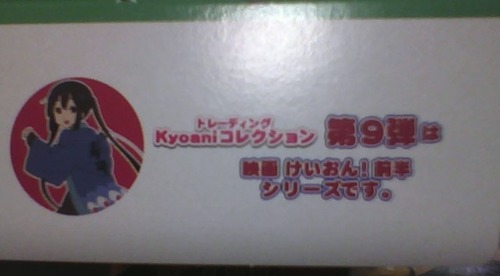 トレーディング
Kyoaniコレクション 第9弾は
映画 けいおん! 前半
シリーズです。